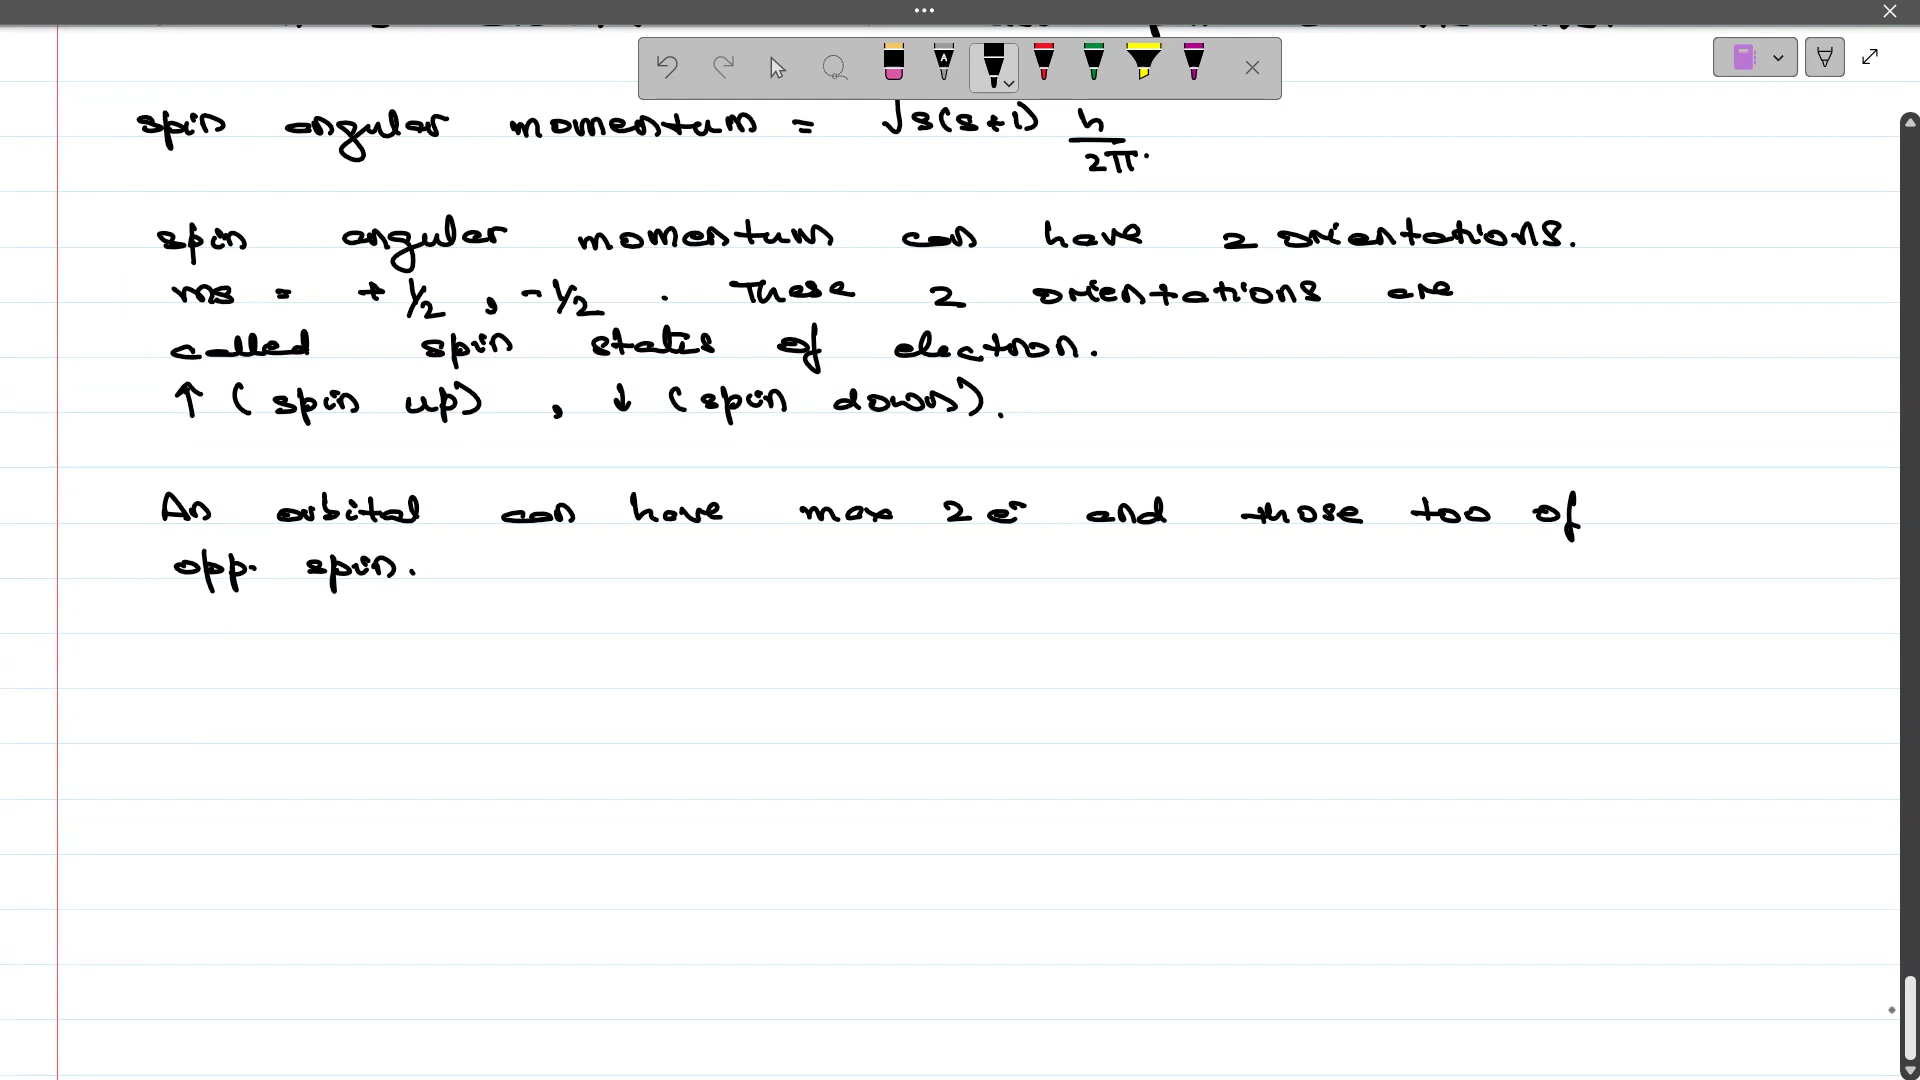 spin angular momentum = √s(s+1) h/2π.
spin angular momentum can have 2 orientations.
ms = +1/2, -1/2. These 2 orientations are
called spin states of electron.
↑ (spin up), ↓ (spin down).
An orbital can have max 2 e⁻ and those too of
opp. spin.